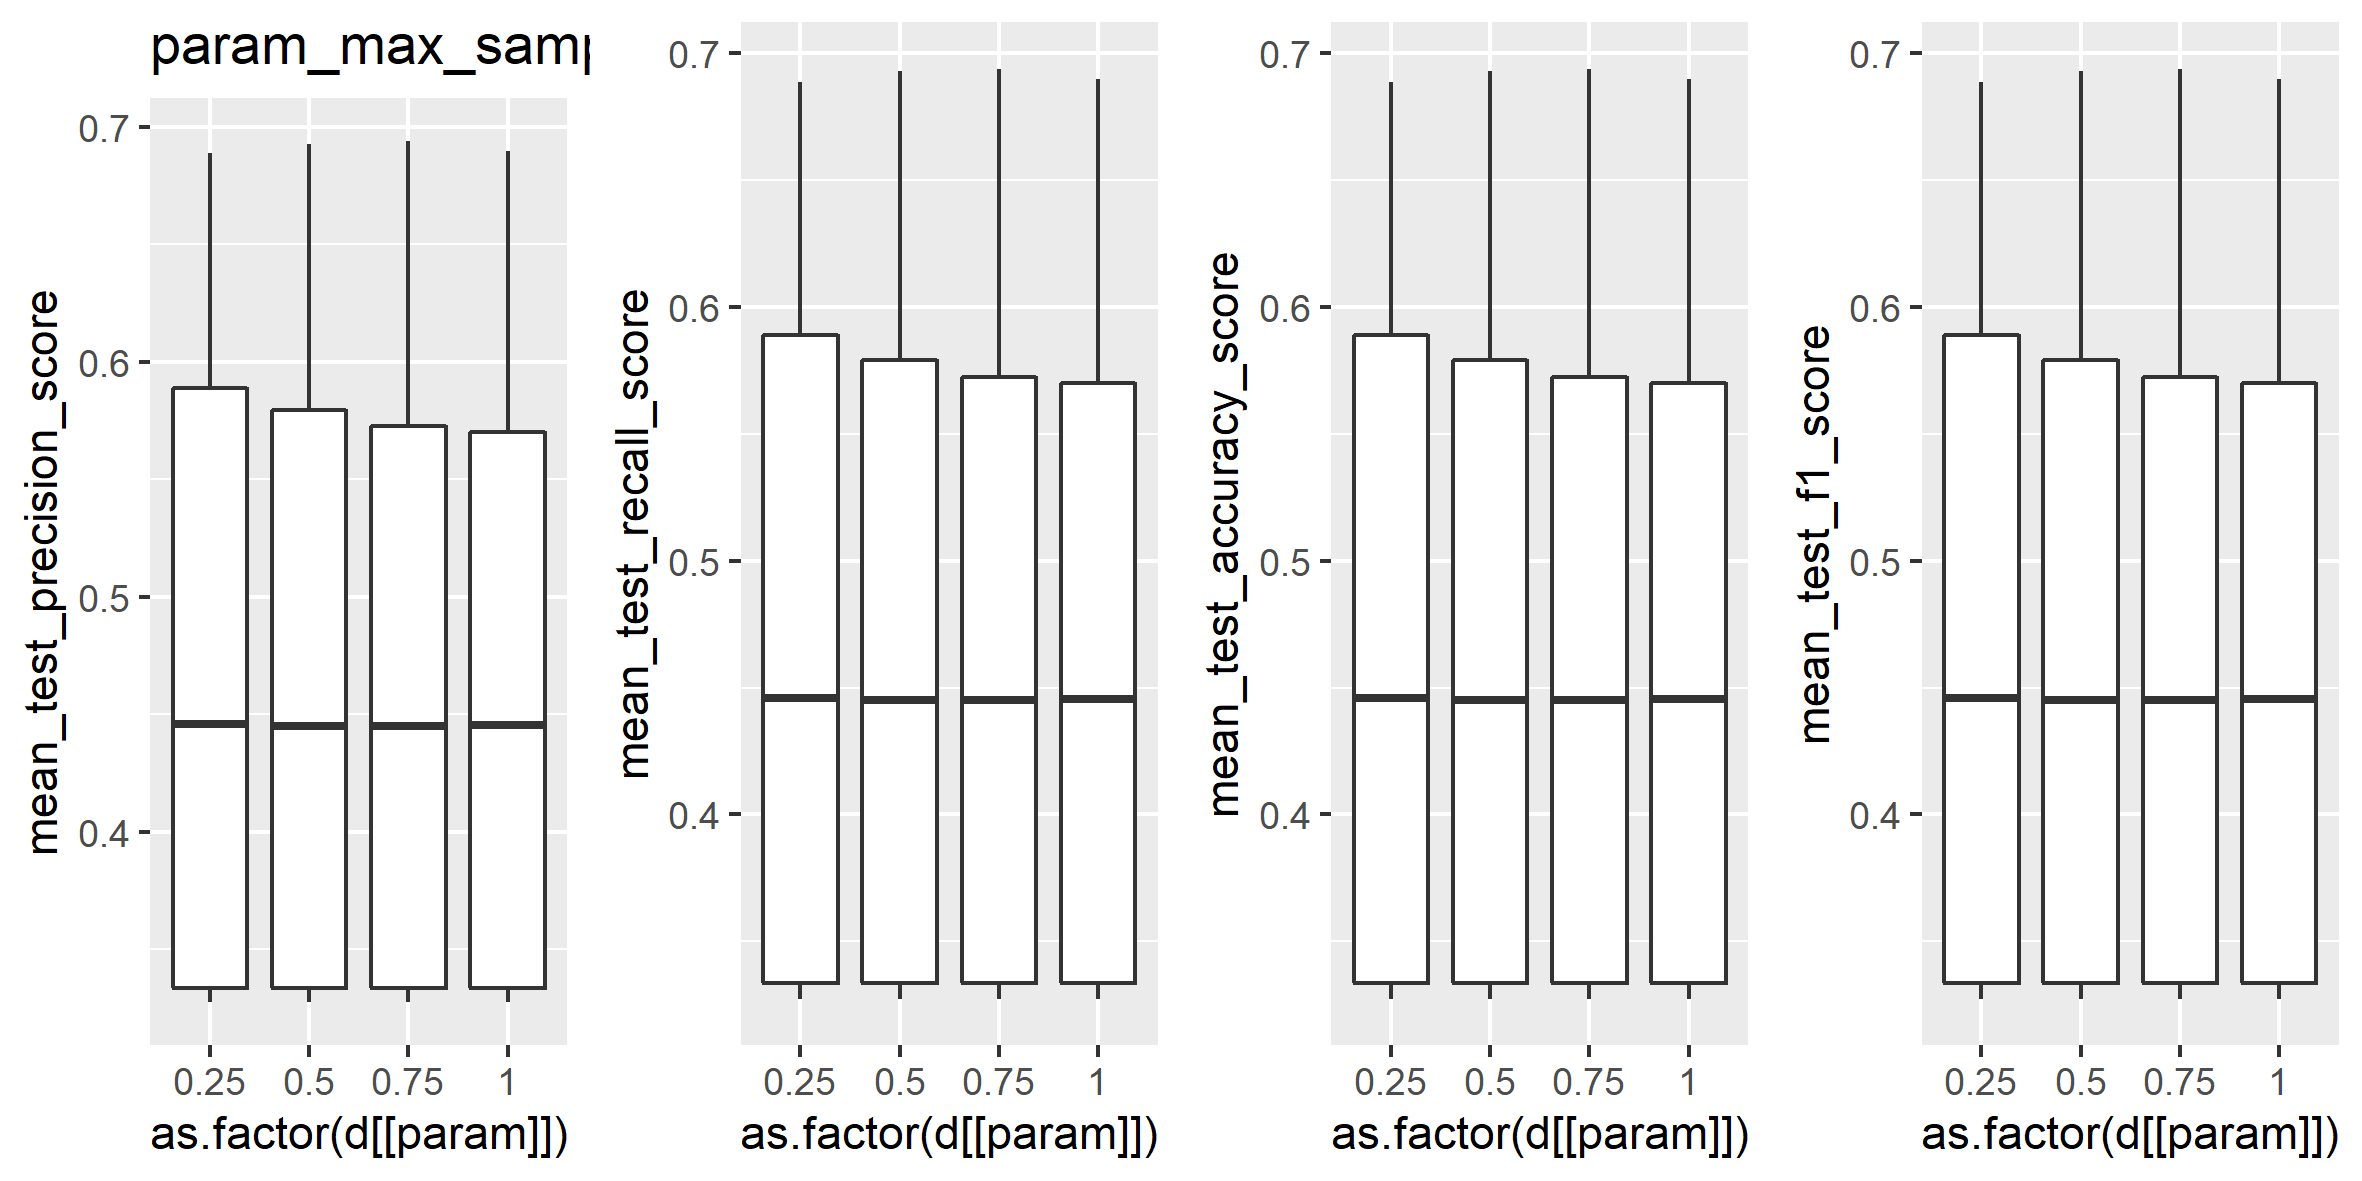 param_max_samp
mean_test_precision_score
0.7
0.6
0.5
0.4
0.25 0.5 0.75 1
as.factor(d[[param]])
mean_test_recall_score
0.7
0.6
0.5
0.4
0.25 0.5 0.75 1
as.factor(d[[param]])
mean_test_accuracy_score
0.7
0.6
0.5
0.4
0.25 0.5 0.75 1
as.factor(d[[param]])
mean_test_f1_score
0.7
0.6
0.5
0.4
0.25 0.5 0.75 1
as.factor(d[[param]])